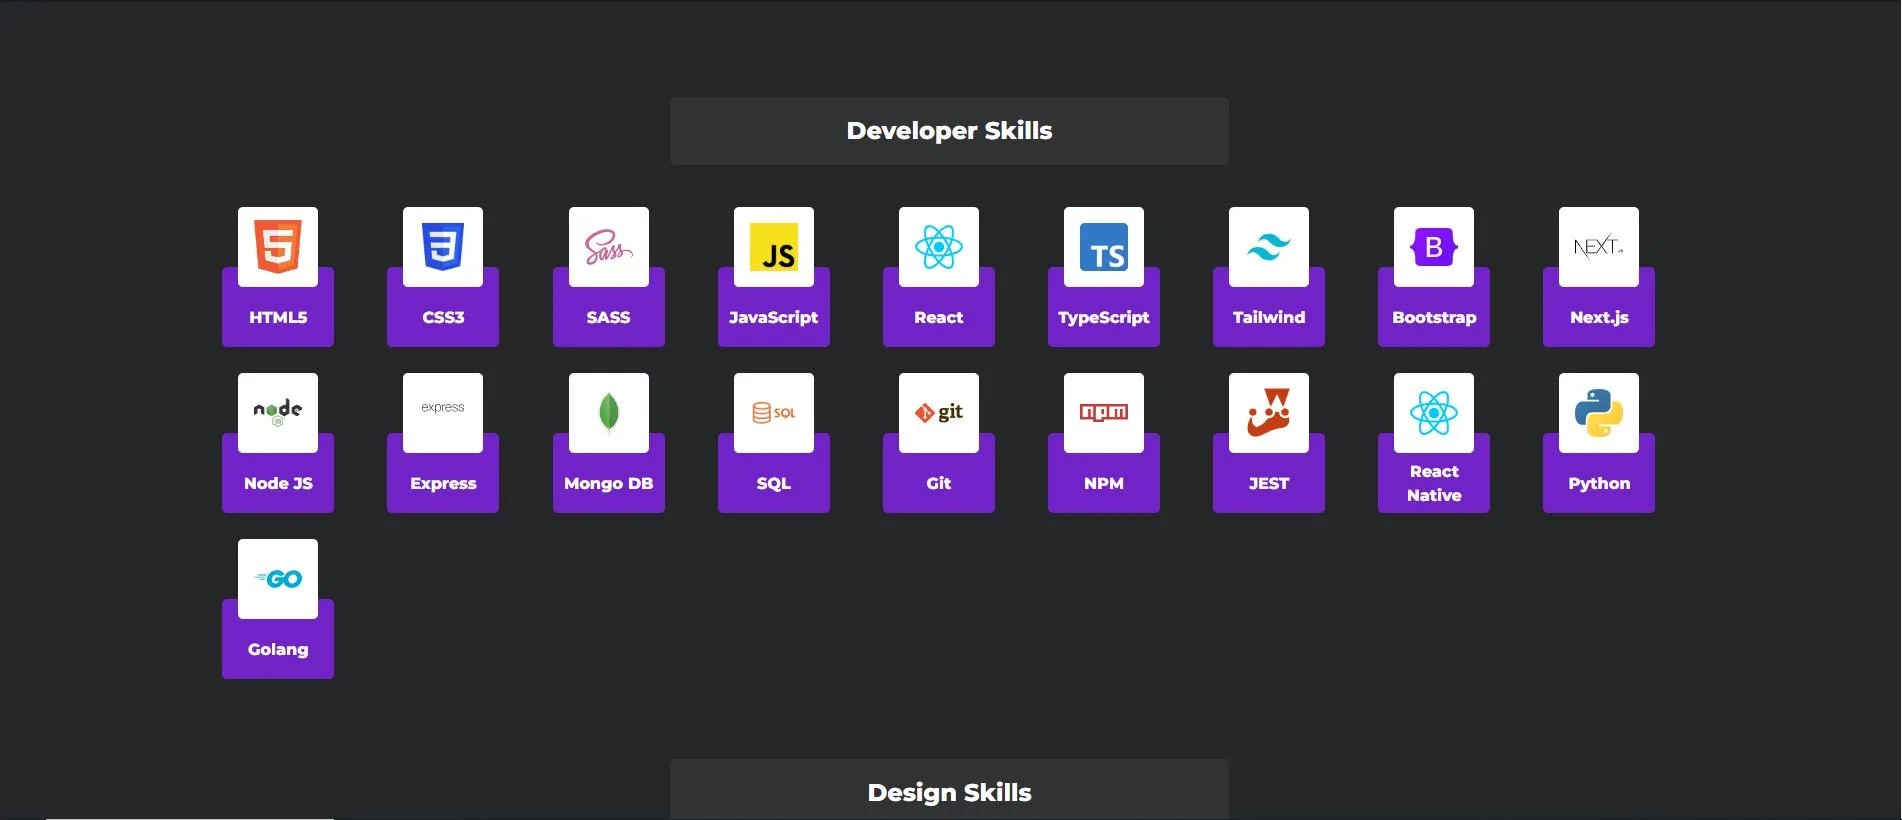 Developer Skills
5 3 Sass JS TS B NEXT.JS
HTML5 CSS3 SASS JavaScript React TypeScript Tailwind Bootstrap Next.js
node JS express SQL git npm
Node JS Express Mongo DB SQL Git NPM JEST React Native Python
GO
Golang
Design Skills